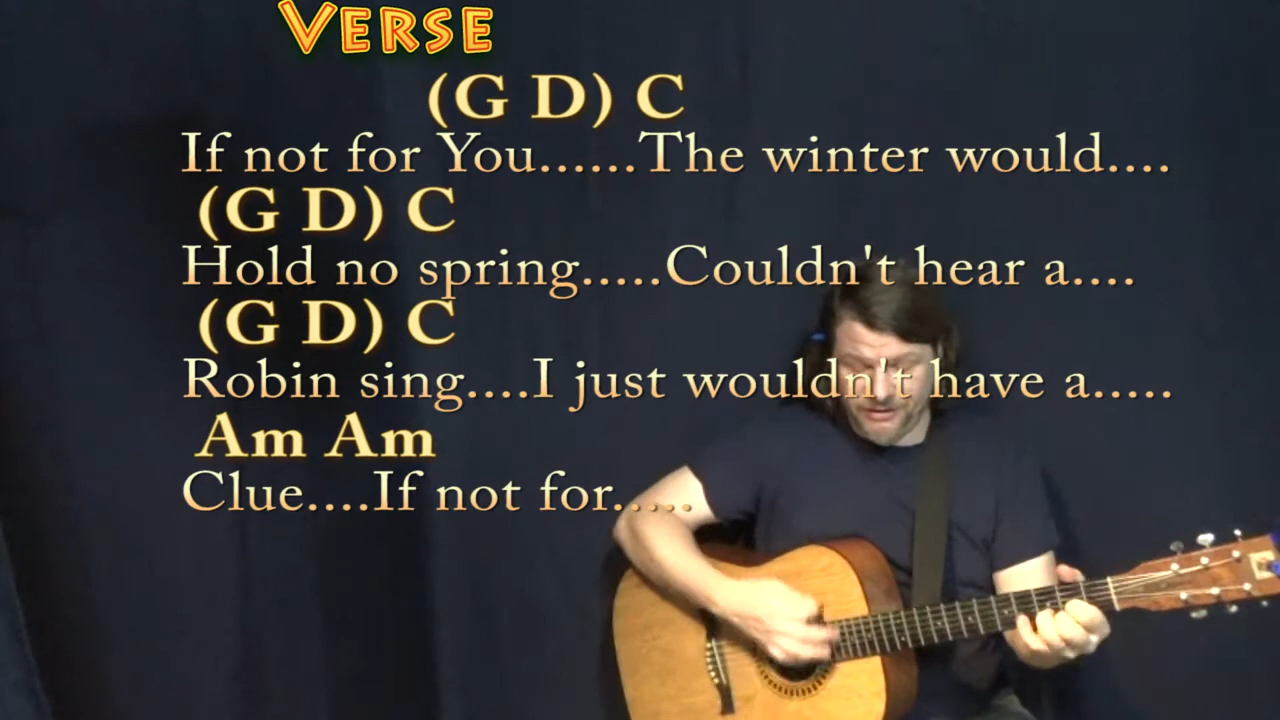 Verse
(G D) C
If not for You......The winter would....
(G D) C
Hold no spring.....Couldn't hear a....
(G D) C
Robin sing....I just wouldn't have a.....
Am Am
Clue....If not for.....